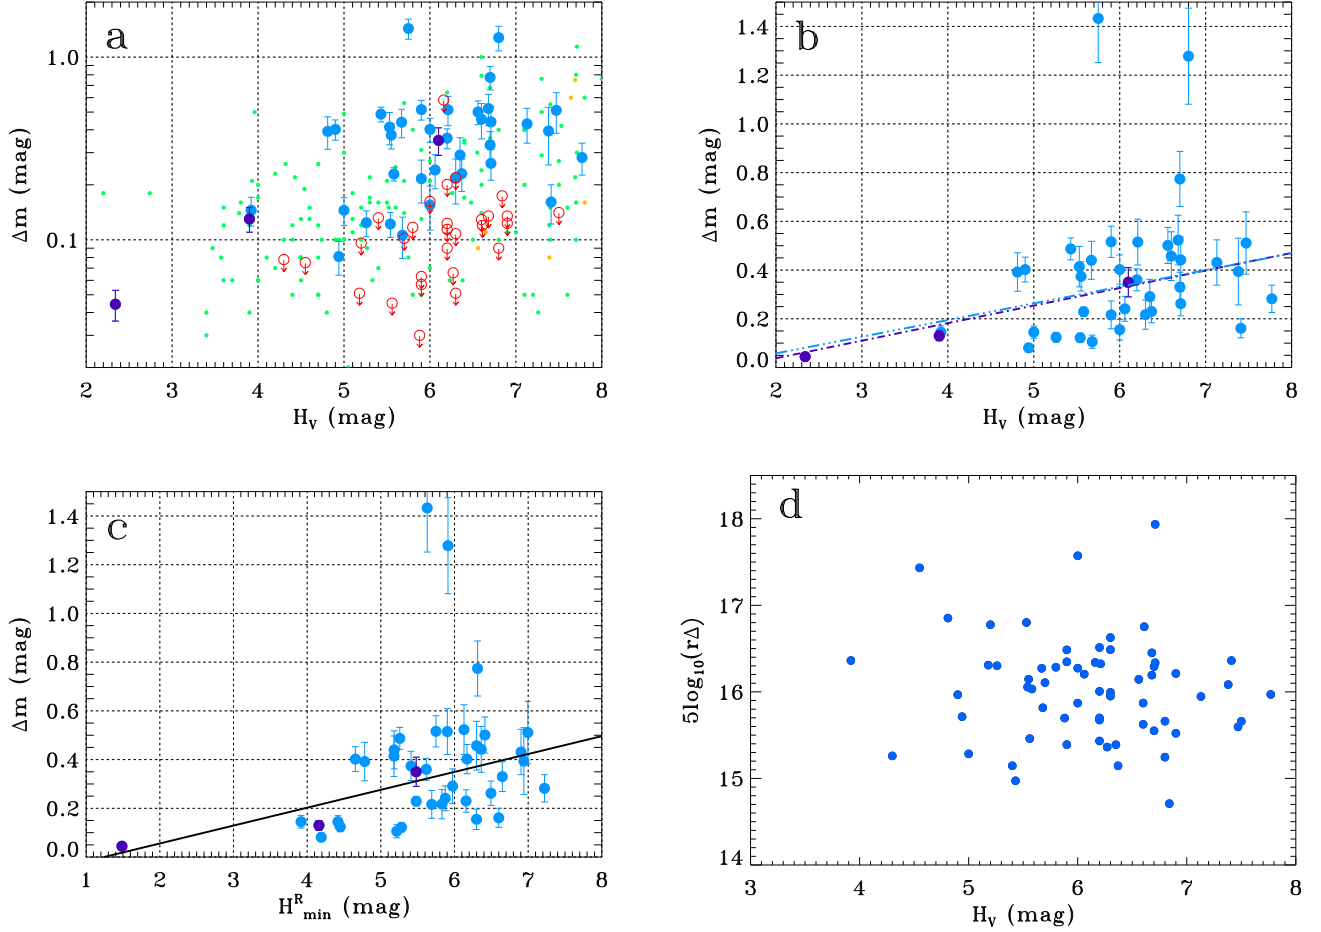 a
1.0
0.1
Δm (mag)
2 3 4 5 6 7 8
H_V (mag)
b
1.4
1.2
1.0
0.8
0.6
0.4
0.2
0.0
Δm (mag)
2 3 4 5 6 7 8
H_V (mag)
c
1.4
1.2
1.0
0.8
0.6
0.4
0.2
0.0
Δm (mag)
1 2 3 4 5 6 7 8
H^R_min (mag)
d
18
17
16
15
14
5log₁₀(rΔ)
3 4 5 6 7 8
H_V (mag)